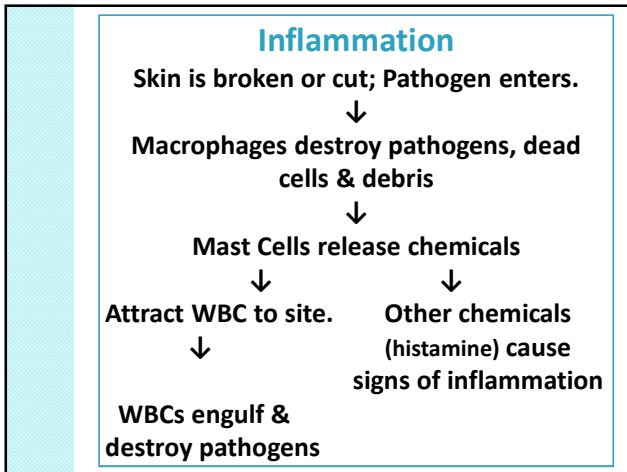 Inflammation
Skin is broken or cut; Pathogen enters.
↓
Macrophages destroy pathogens, dead
cells & debris
↓
Mast Cells release chemicals
↓ ↓
Attract WBC to site.
↓
WBCs engulf &
destroy pathogens
Other chemicals
(histamine) cause
signs of inflammation